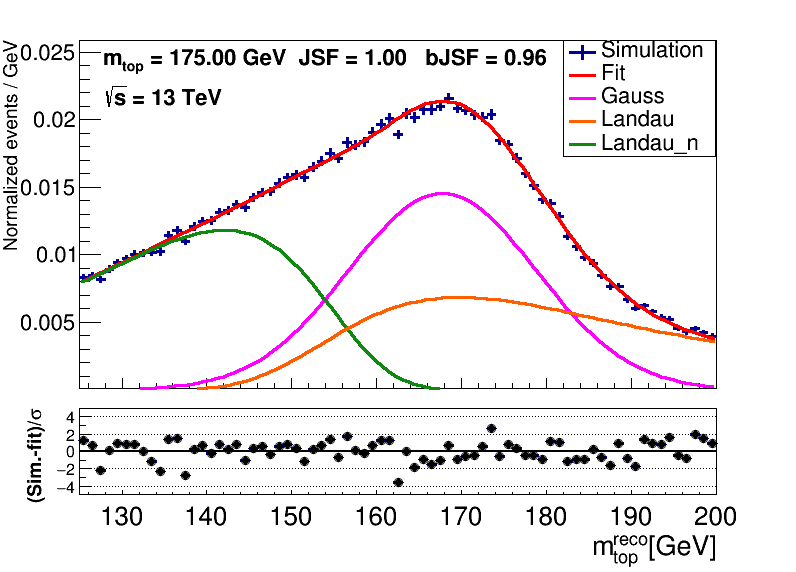 0.025
0.02
0.015
0.01
0.005
Normalized events / GeV
m_top = 175.00 GeV JSF = 1.00 bJSF = 0.96
√s = 13 TeV
Simulation
Fit
Gauss
Landau
Landau_n
4
2
0
−2
−4
(Sim.-fit)/σ
130 140 150 160 170 180 190 200
m_top^reco[GeV]